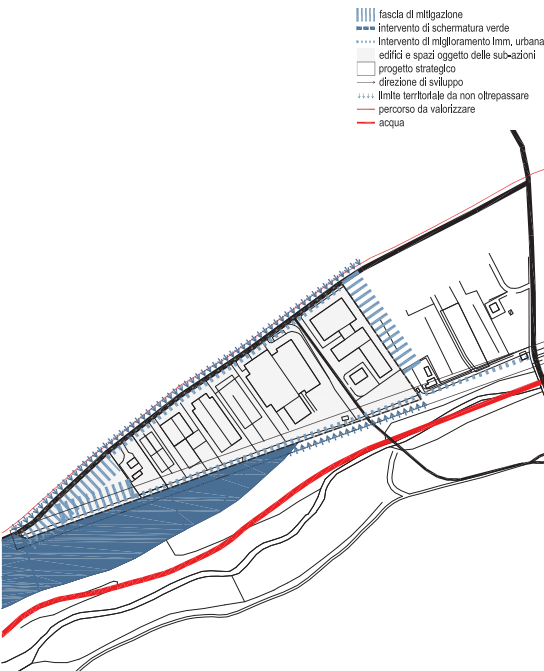 fascia di mitigazione
intervento di schermatura verde
intervento di miglioramento imm. urbana
edifici e spazi oggetto delle sub-azioni
progetto strategico
direzione di sviluppo
limite territoriale da non oltrepassare
percorso da valorizzare
acqua